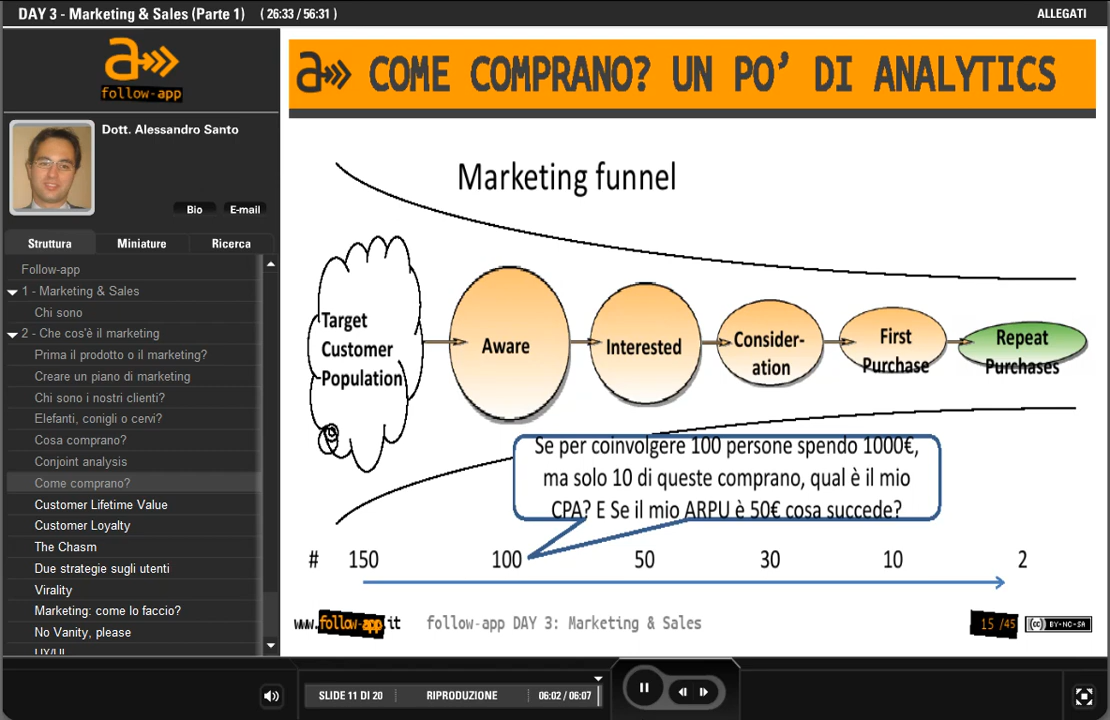 DAY 3 - Marketing & Sales (Parte 1) ( 26:33 / 56:31 )
ALLEGATI
a
follow-app
Dott. Alessandro Santo
Bio E-mail
Struttura Miniature Ricerca
Follow-app
1 - Marketing & Sales
Chi sono
2 - Che cos'è il marketing
Prima il prodotto o il marketing?
Creare un piano di marketing
Chi sono i nostri clienti?
Elefanti, conigli o cervi?
Cosa comprano?
Conjoint analysis
Come comprano?
Customer Lifetime Value
Customer Loyalty
The Chasm
Due strategie sugli utenti
Virality
Marketing: come lo faccio?
No Vanity, please
UX/UI
a COME COMPRANO? UN PO' DI ANALYTICS
Marketing funnel
Target
Customer
Population
Aware
Interested
Consider-
ation
First
Purchase
Repeat
Purchases
Se per coinvolgere 100 persone spendo 1000€,
ma solo 10 di queste comprano, qual è il mio
CPA? E Se il mio ARPU è 50€ cosa succede?
# 150 100 50 30 10 2
www.follow-app.it follow-app DAY 3: Marketing & Sales 15 /45 (cc) BY-NC-SA
SLIDE 11 DI 20 RIPRODUZIONE 06:02 / 06:07